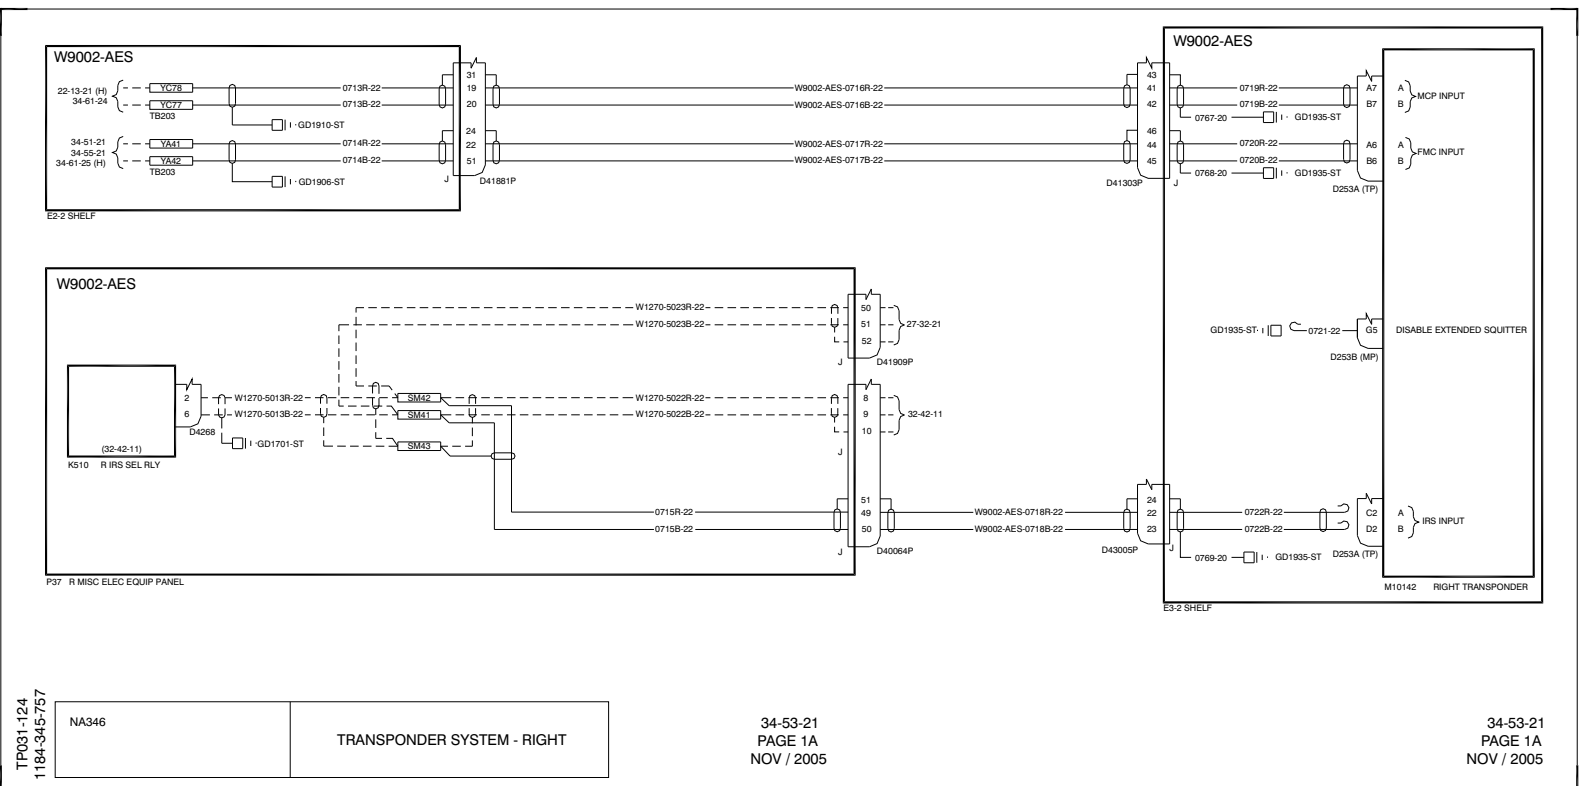 W9002-AES
22-13-21 (H)
34-61-24
YC78
YC77
TB203
GD1910-ST
0713R-22
0713B-22
34-51-21
34-55-21
34-61-25 (H)
YA41
YA42
TB203
GD1906-ST
0714R-22
0714B-22
E2-2 SHELF
31
19
20
24
22
51
J
D41881P
W9002-AES-0716R-22
W9002-AES-0716B-22
W9002-AES-0717R-22
W9002-AES-0717B-22
43
41
42
46
44
45
D41303P
J
W9002-AES
0719R-22
0719B-22
0767-20
GD1935-ST
0720R-22
0720B-22
0768-20
GD1935-ST
A7
B7
A6
B6
D253A (TP)
A
B
MCP INPUT
A
B
FMC INPUT
W9002-AES
W1270-5023R-22
W1270-5023B-22
50
51
52
27-32-21
J
D41909P
GD1935-ST
0721-22
G5
DISABLE EXTENDED SQUITTER
D253B (MP)
(32-42-11)
K510 R IRS SEL RLY
2
6
D4268
W1270-5013R-22
W1270-5013B-22
GD1701-ST
SM42
SM41
SM43
W1270-5022R-22
W1270-5022B-22
8
9
10
32-42-11
J
0715R-22
0715B-22
51
49
50
J
D40064P
W9002-AES-0718R-22
W9002-AES-0718B-22
24
22
23
D43005P
J
0722R-22
0722B-22
0769-20
GD1935-ST
C2
D2
D253A (TP)
A
B
IRS INPUT
M10142 RIGHT TRANSPONDER
P37 R MISC ELEC EQUIP PANEL
E3-2 SHELF
TP031-124
1184-345-757
NA346
TRANSPONDER SYSTEM - RIGHT
34-53-21
PAGE 1A
NOV / 2005
34-53-21
PAGE 1A
NOV / 2005